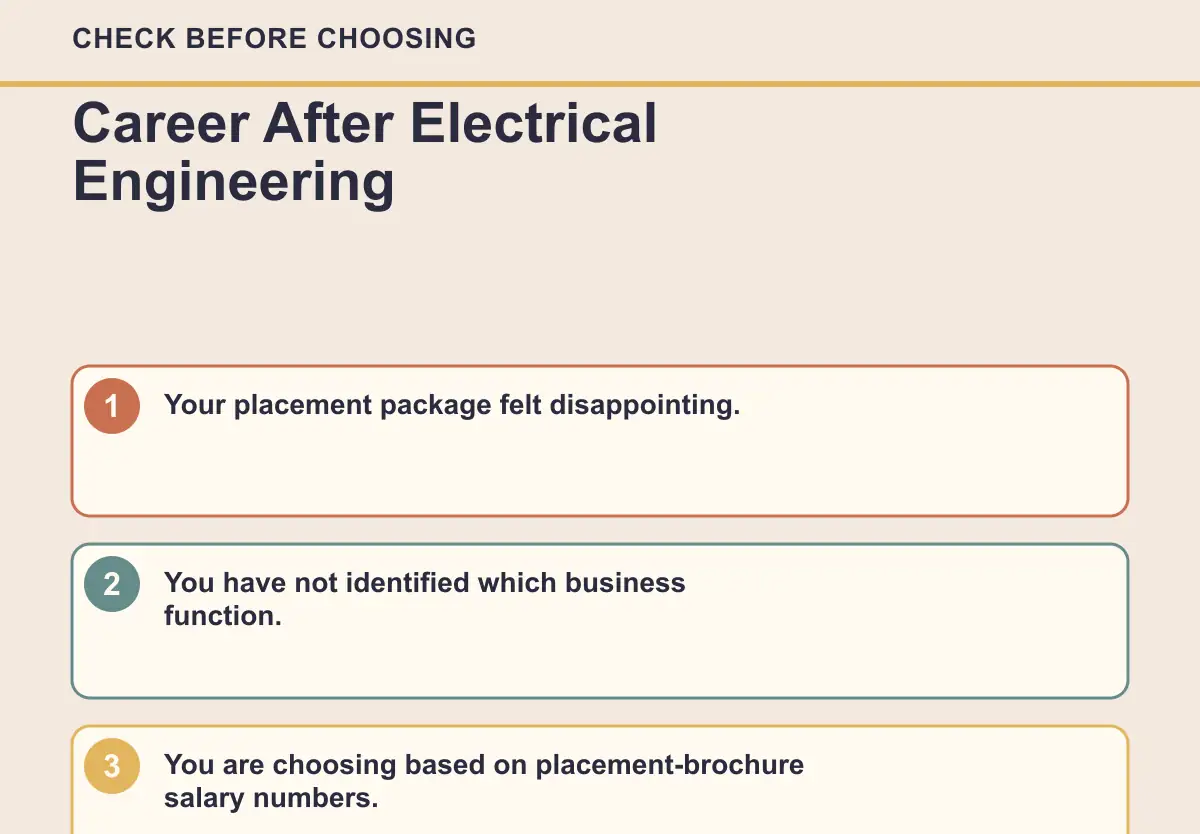 CHECK BEFORE CHOOSING
Career After Electrical
Engineering
1
Your placement package felt disappointing.
2
You have not identified which business
function.
3
You are choosing based on placement-brochure
salary numbers.